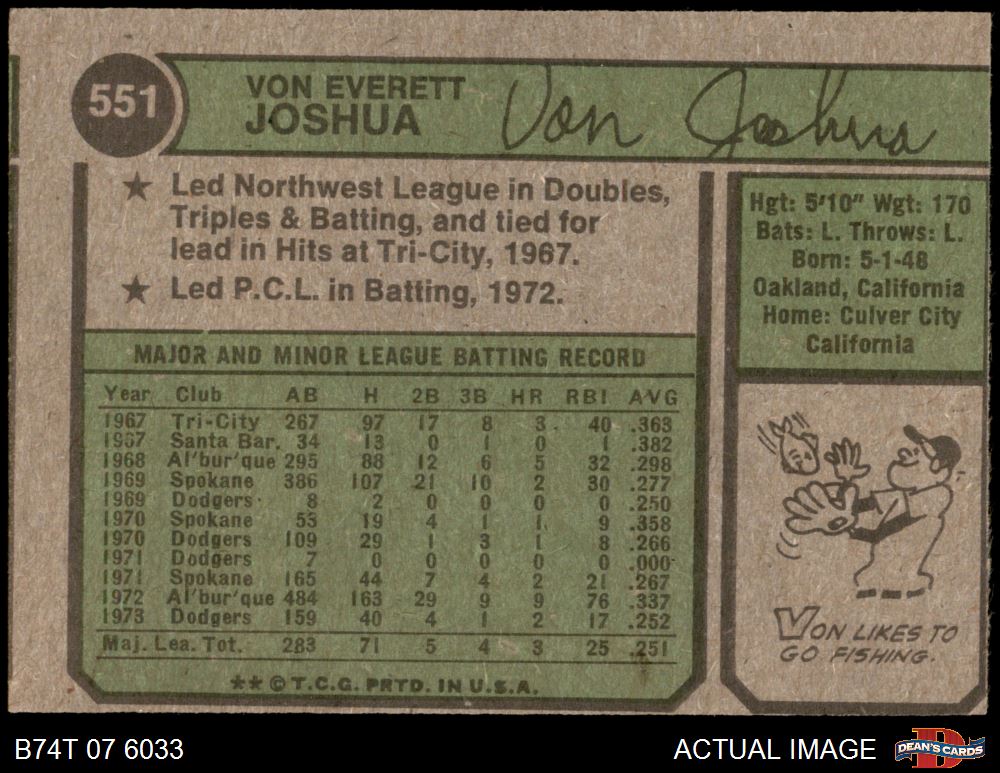 551
VON EVERETT
JOSHUA
Von Joshua
★ Led Northwest League in Doubles,
Triples & Batting, and tied for
lead in Hits at Tri-City, 1967.
★ Led P.C.L. in Batting, 1972.
Hgt: 5'10" Wgt: 170
Bats: L. Throws: L.
Born: 5-1-48
Oakland, California
Home: Culver City
California
MAJOR AND MINOR LEAGUE BATTING RECORD
Year Club AB H 2B 3B HR RBI AVG
1967 Tri-City 267 97 17 8 3 40 .363
1967 Santa Bar. 34 13 0 1 0 1 .382
1968 Al'bur'que 295 88 12 6 5 32 .298
1969 Spokane 386 107 21 10 2 30 .277
1969 Dodgers 8 2 0 0 0 0 .250
1970 Spokane 53 19 4 1 1 9 .358
1970 Dodgers 109 29 1 3 1 8 .266
1971 Dodgers 7 0 0 0 0 0 .000
1971 Spokane 165 44 7 4 2 21 .267
1972 Al'bur'que 484 163 29 9 9 76 .337
1973 Dodgers 159 40 4 1 2 17 .252
Maj. Lea. Tot. 283 71 5 4 3 25 .251
** © T.C.G. PRTD. IN U.S.A.
VON LIKES TO
GO FISHING.
B74T 07 6033
ACTUAL IMAGE
D
DEAN'S CARDS